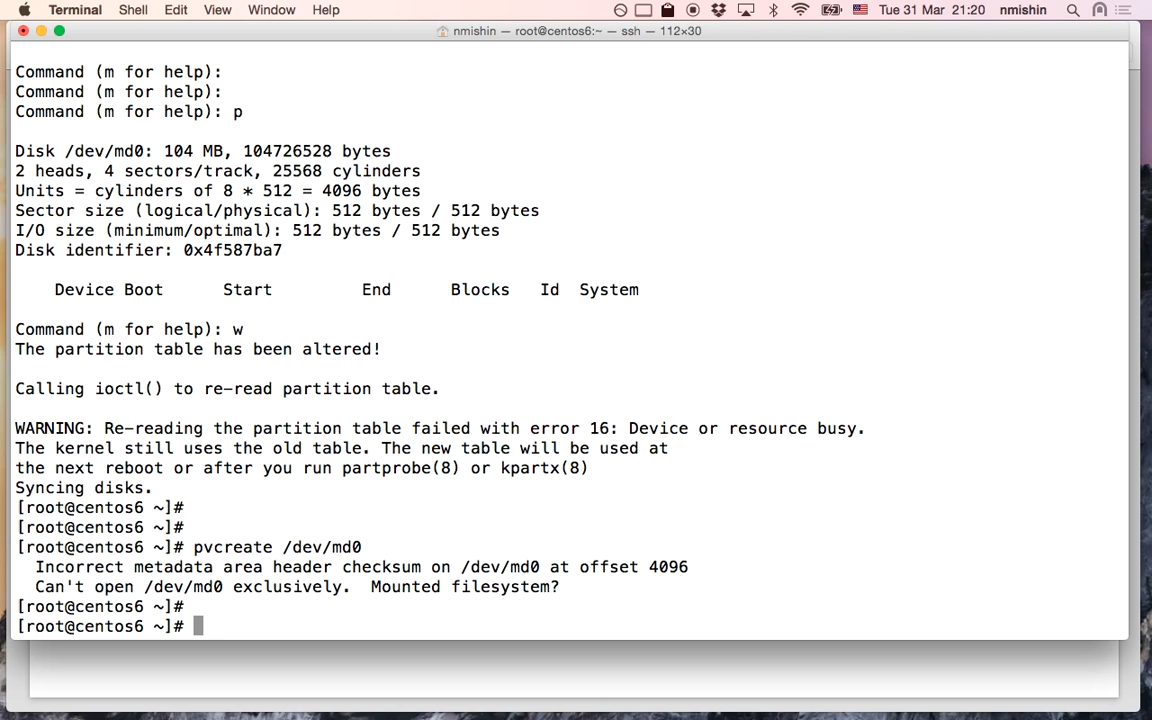 Terminal Shell Edit View Window Help Tue 31 Mar 21:20 nmishin
nmishin — root@centos6:~ — ssh — 112×30
Command (m for help):
Command (m for help):
Command (m for help): p
Disk /dev/md0: 104 MB, 104726528 bytes
2 heads, 4 sectors/track, 25568 cylinders
Units = cylinders of 8 * 512 = 4096 bytes
Sector size (logical/physical): 512 bytes / 512 bytes
I/O size (minimum/optimal): 512 bytes / 512 bytes
Disk identifier: 0x4f587ba7
Device Boot Start End Blocks Id System
Command (m for help): w
The partition table has been altered!
Calling ioctl() to re-read partition table.
WARNING: Re-reading the partition table failed with error 16: Device or resource busy.
The kernel still uses the old table. The new table will be used at
the next reboot or after you run partprobe(8) or kpartx(8)
Syncing disks.
[root@centos6 ~]#
[root@centos6 ~]#
[root@centos6 ~]# pvcreate /dev/md0
Incorrect metadata area header checksum on /dev/md0 at offset 4096
Can't open /dev/md0 exclusively. Mounted filesystem?
[root@centos6 ~]#
[root@centos6 ~]#